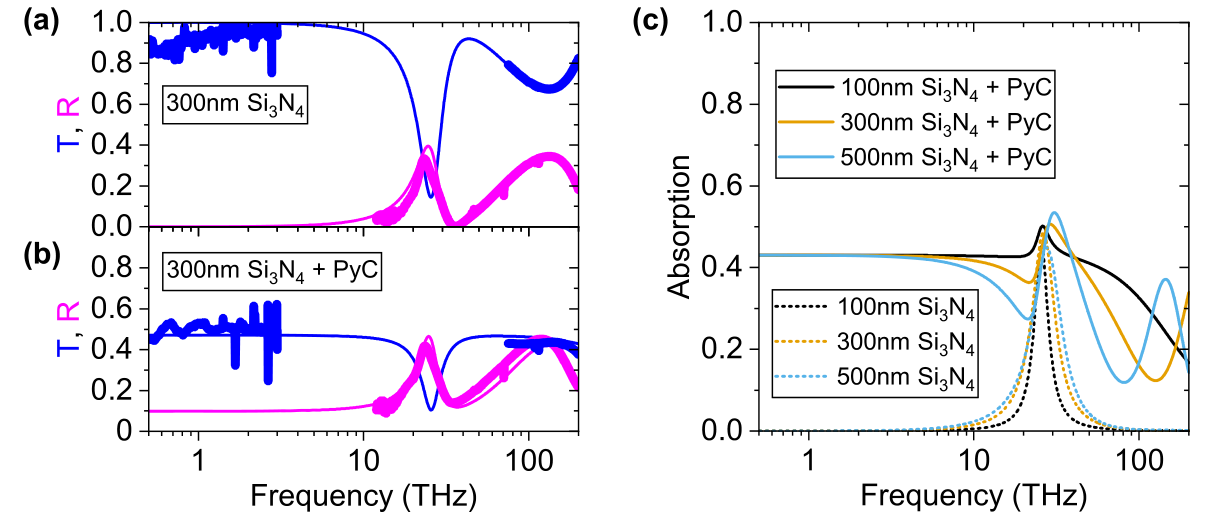 (a)
1.0
0.8
0.6
0.4
0.2
0.0
T, R
300nm Si₃N₄
(b)
0.8
0.6
0.4
0.2
0
T, R
300nm Si₃N₄ + PyC
1
10
100
Frequency (THz)
(c)
1.0
0.8
0.6
0.4
0.2
0.0
Absorption
100nm Si₃N₄ + PyC
300nm Si₃N₄ + PyC
500nm Si₃N₄ + PyC
100nm Si₃N₄
300nm Si₃N₄
500nm Si₃N₄
1
10
100
Frequency (THz)